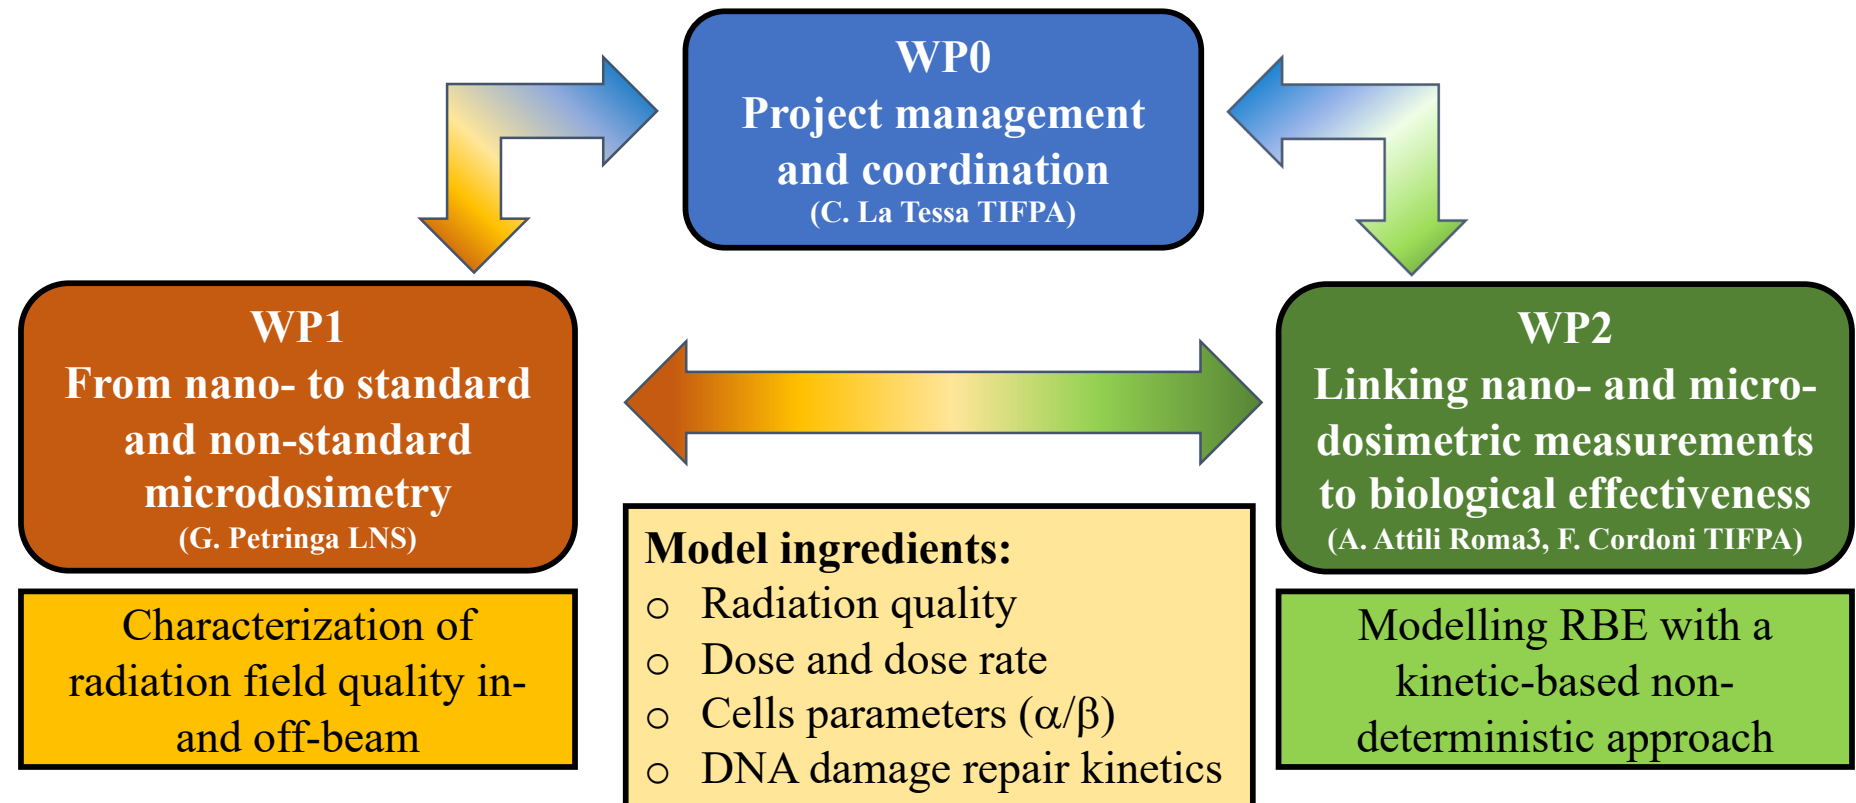 WP0
Project management
and coordination
(C. La Tessa TIFPA)
WP1
From nano- to standard
and non-standard
microdosimetry
(G. Petringa LNS)
WP2
Linking nano- and micro-
dosimetric measurements
to biological effectiveness
(A. Attili Roma3, F. Cordoni TIFPA)
Characterization of
radiation field quality in-
and off-beam
Model ingredients:
o Radiation quality
o Dose and dose rate
o Cells parameters (α/β)
o DNA damage repair kinetics
Modelling RBE with a
kinetic-based non-
deterministic approach